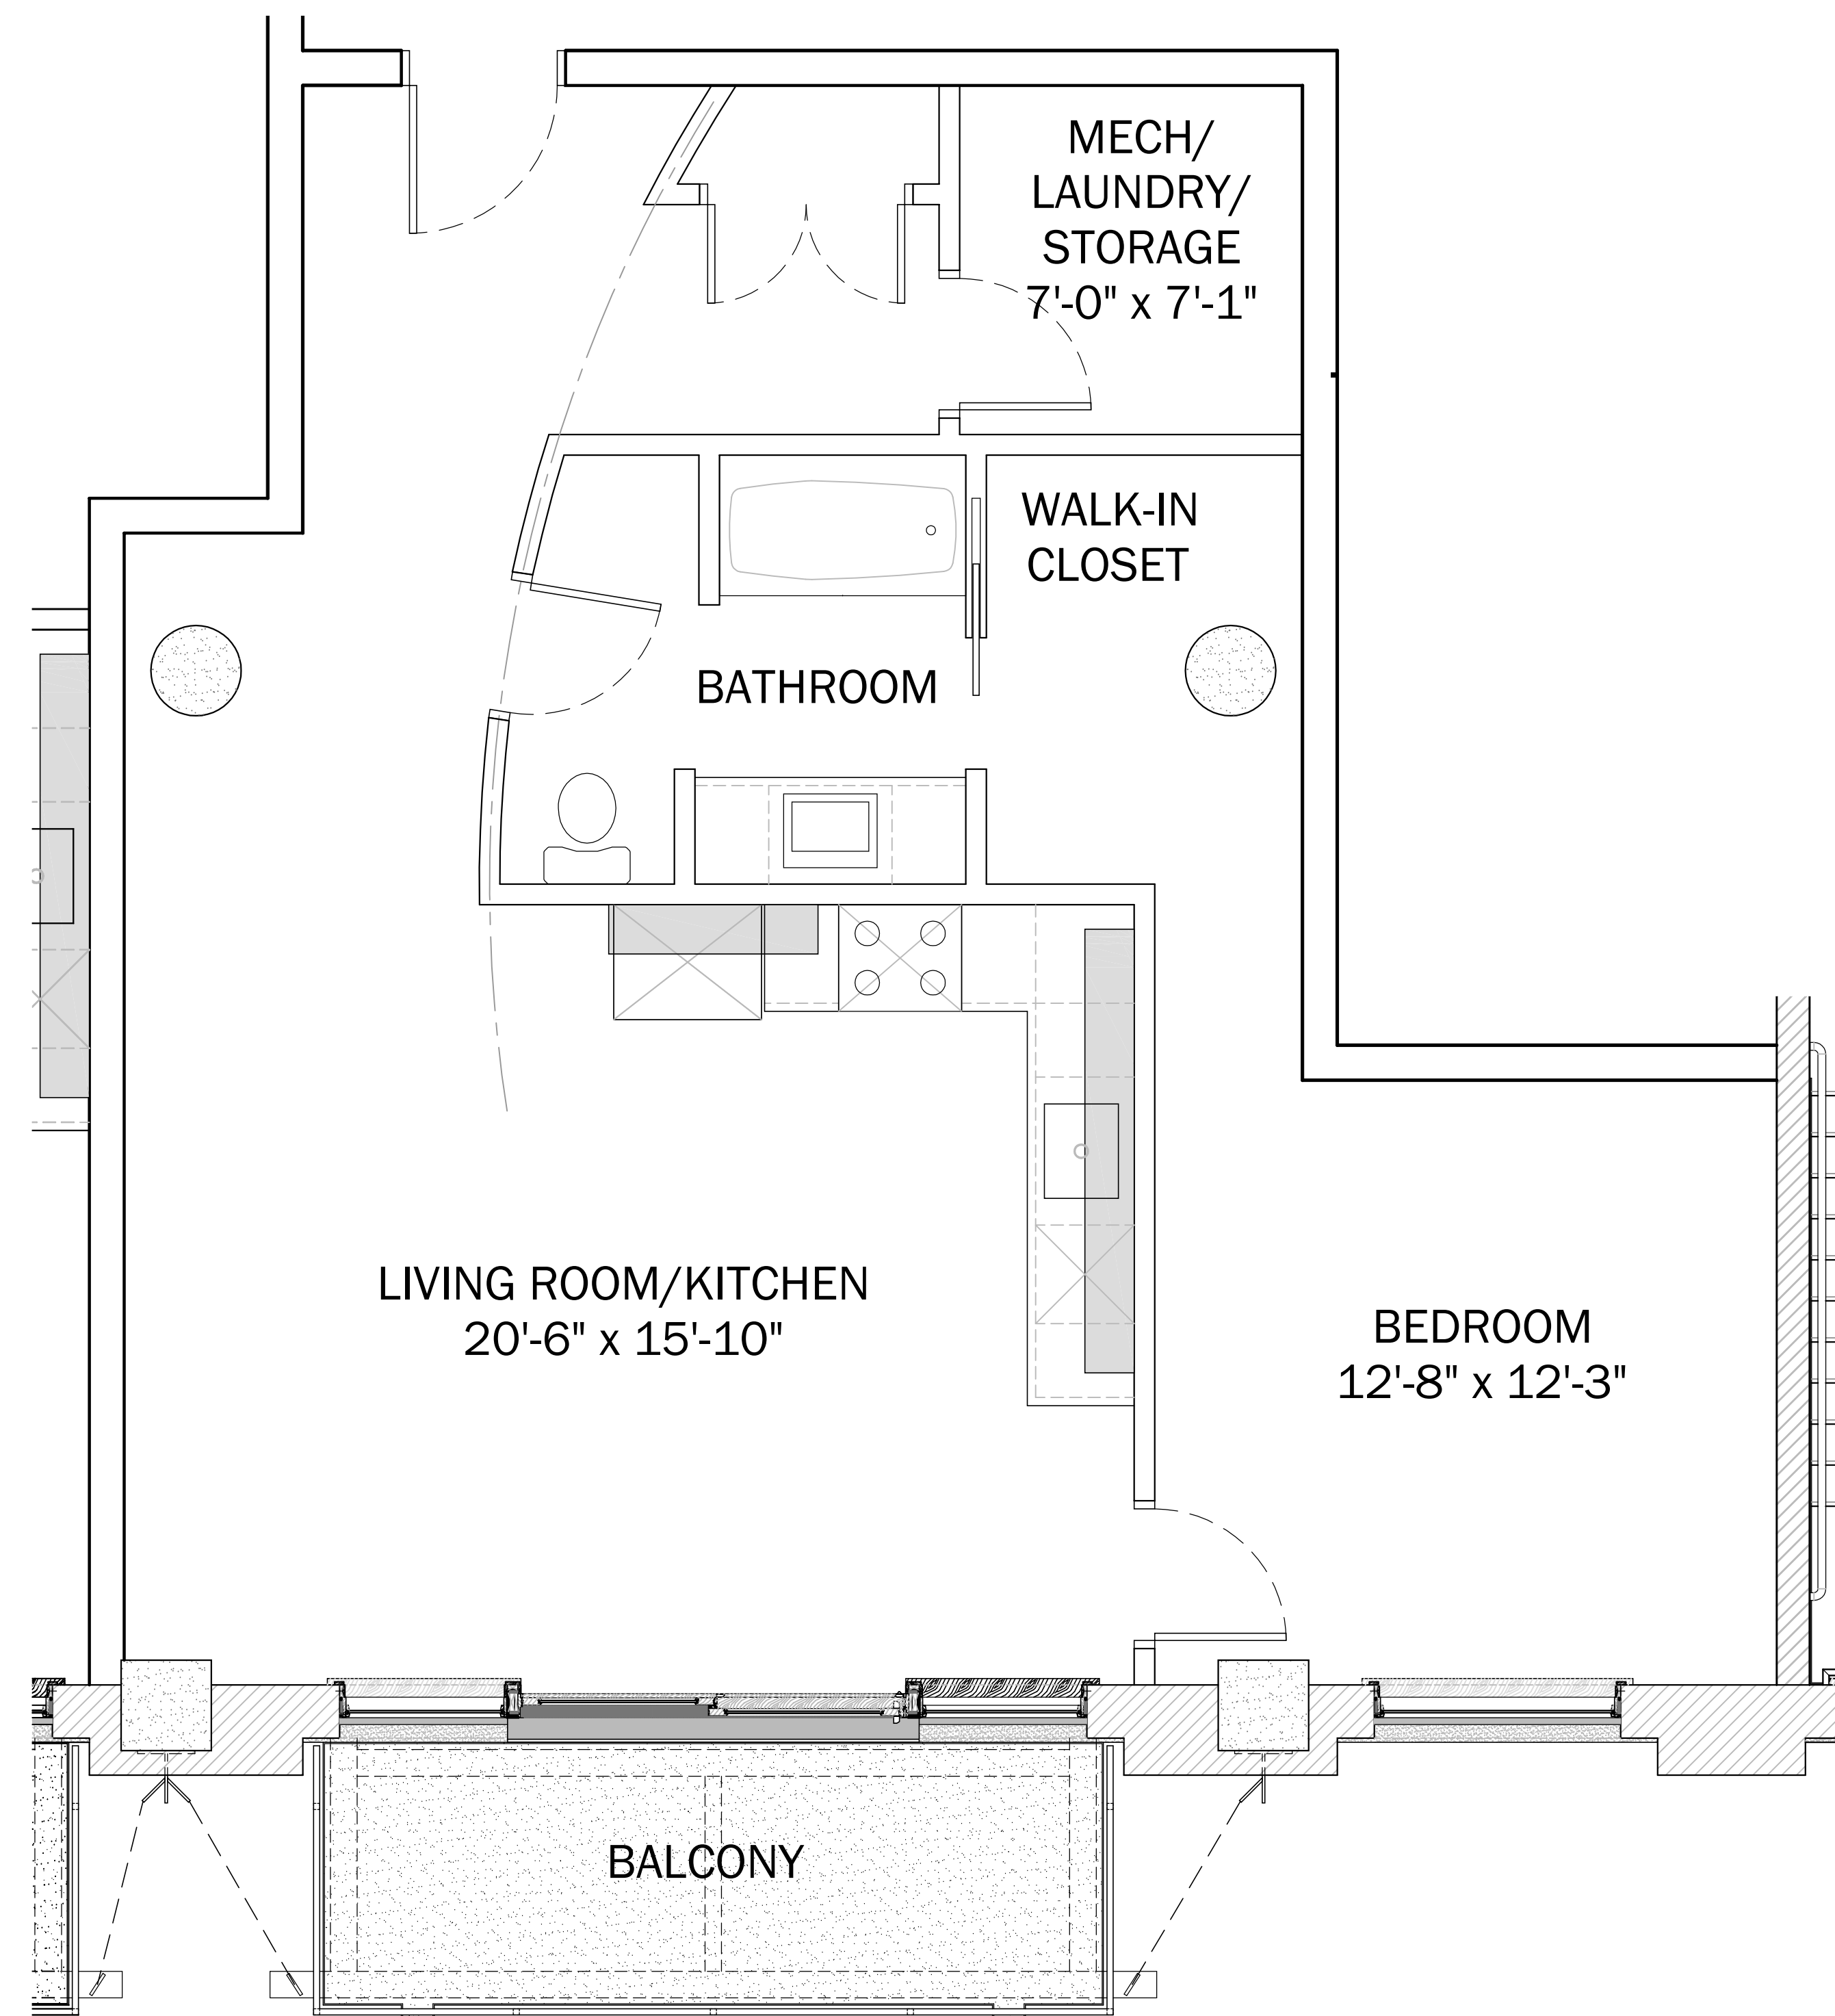 MECH/
LAUNDRY/
STORAGE
7'-0" x 7'-1"
WALK-IN
CLOSET
BATHROOM
LIVING ROOM/KITCHEN
20'-6" x 15'-10"
BEDROOM
12'-8" x 12'-3"
BALCONY